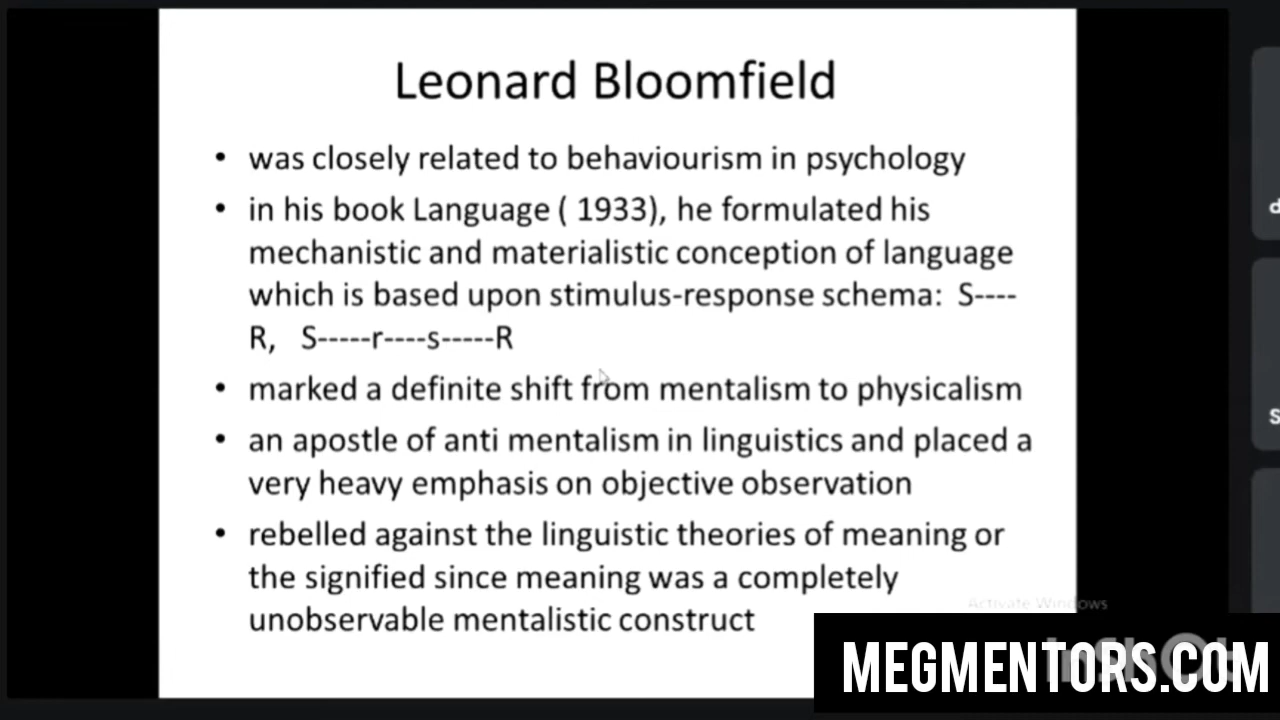 Leonard Bloomfield
• was closely related to behaviourism in psychology
• in his book Language ( 1933), he formulated his
mechanistic and materialistic conception of language
which is based upon stimulus-response schema: S----
R, S-----r----s-----R
• marked a definite shift from mentalism to physicalism
• an apostle of anti mentalism in linguistics and placed a
very heavy emphasis on objective observation
• rebelled against the linguistic theories of meaning or
the signified since meaning was a completely
unobservable mentalistic construct
Activate Windows
MEGMENTORS.COM